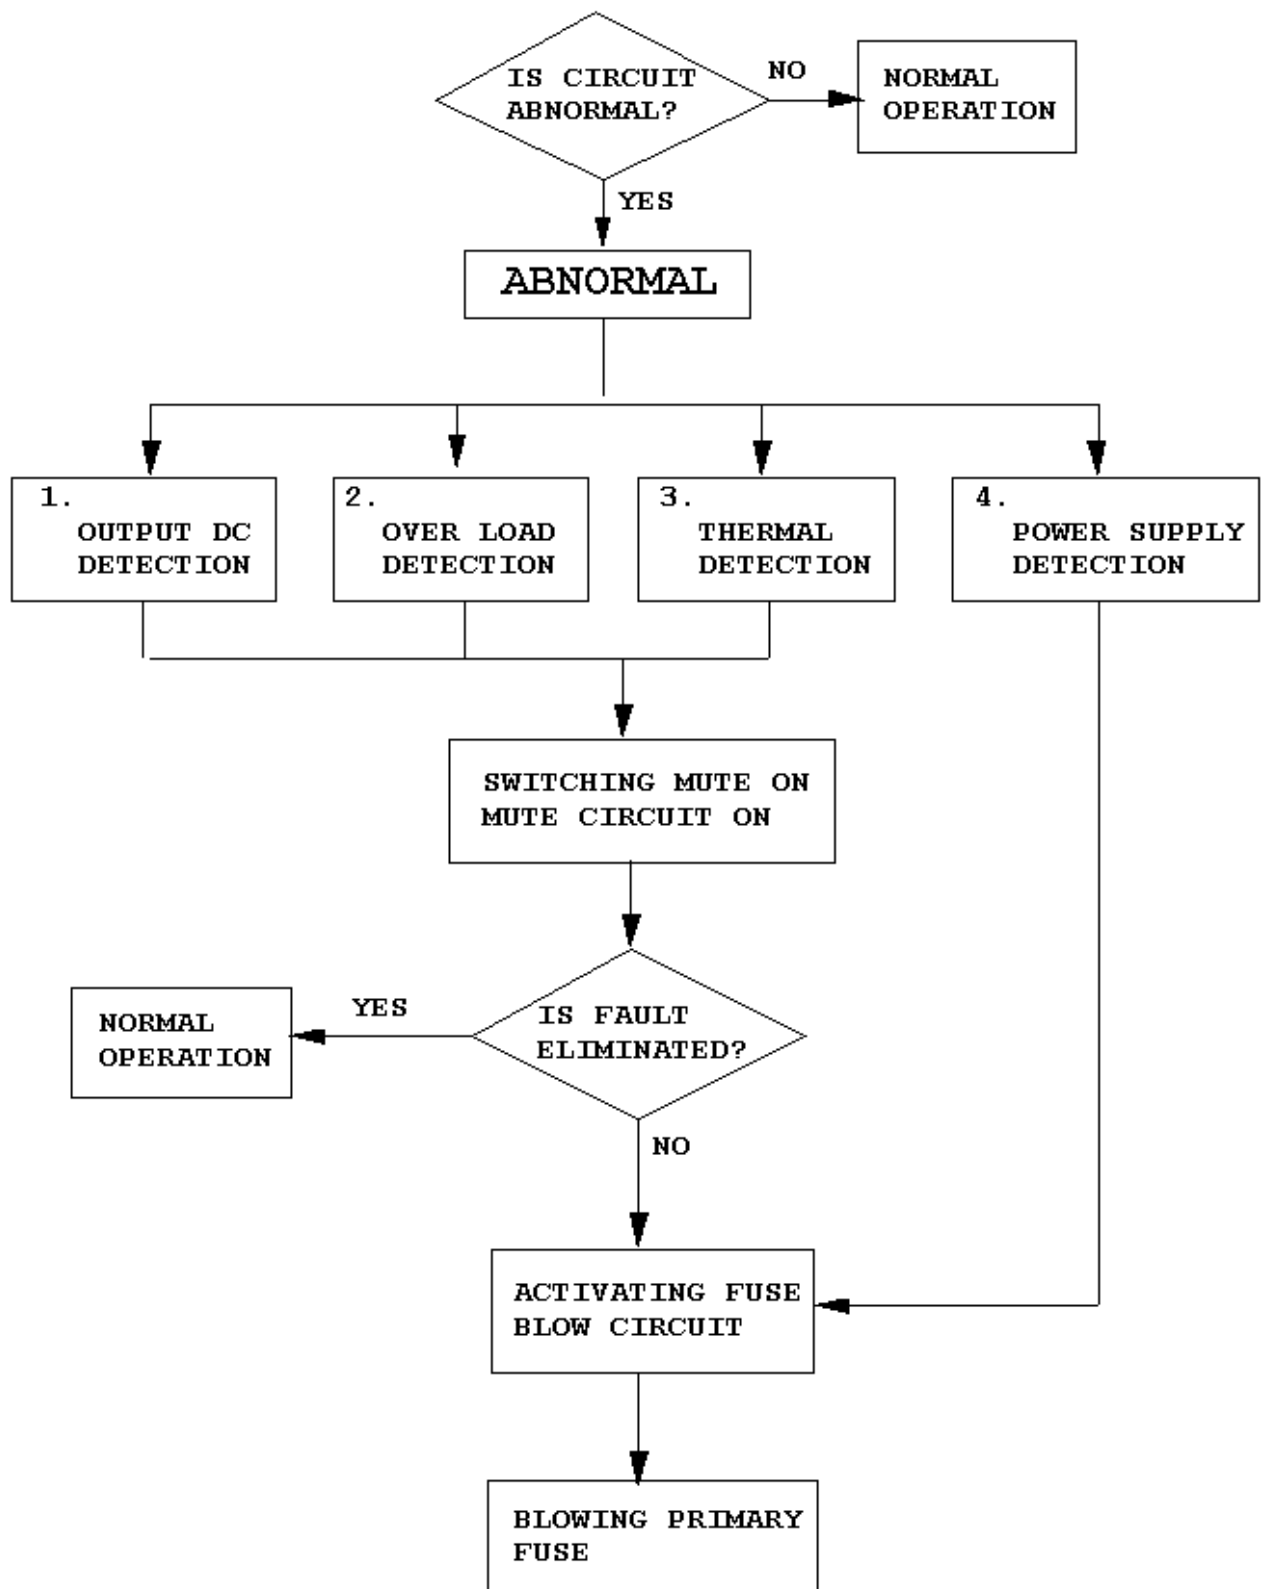 IS CIRCUIT
ABNORMAL?
NO
NORMAL
OPERATION
YES
ABNORMAL
1.
OUTPUT DC
DETECTION
2.
OVER LOAD
DETECTION
3.
THERMAL
DETECTION
4.
POWER SUPPLY
DETECTION
SWITCHING MUTE ON
MUTE CIRCUIT ON
IS FAULT
ELIMINATED?
YES
NORMAL
OPERATION
NO
ACTIVATING FUSE
BLOW CIRCUIT
BLOWING PRIMARY
FUSE